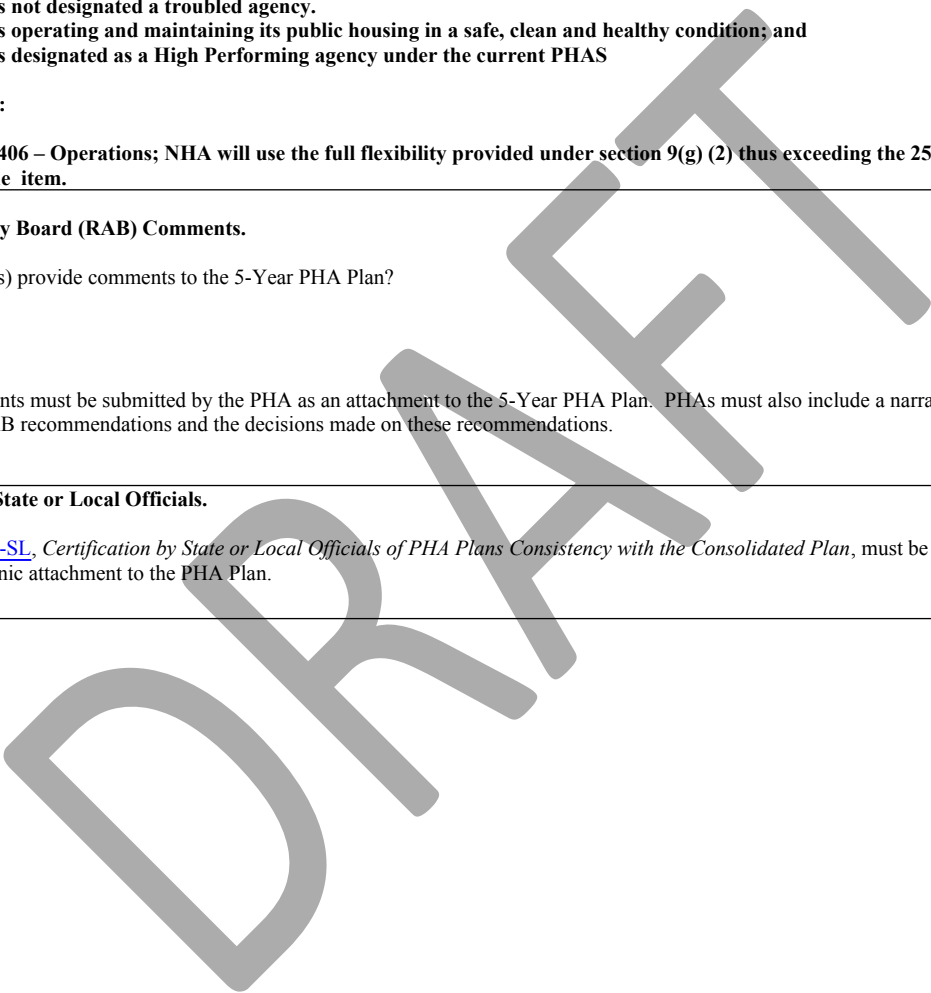 s not designated a troubled agency.
s operating and maintaining its public housing in a safe, clean and healthy condition; and
s designated as a High Performing agency under the current PHAS
:
406 – Operations; NHA will use the full flexibility provided under section 9(g) (2) thus exceeding the 25
e item.
y Board (RAB) Comments.
s) provide comments to the 5-Year PHA Plan?
nts must be submitted by the PHA as an attachment to the 5-Year PHA Plan. PHAs must also include a narra
B recommendations and the decisions made on these recommendations.
State or Local Officials.
-SL, Certification by State or Local Officials of PHA Plans Consistency with the Consolidated Plan, must be
nic attachment to the PHA Plan.
DRAFT